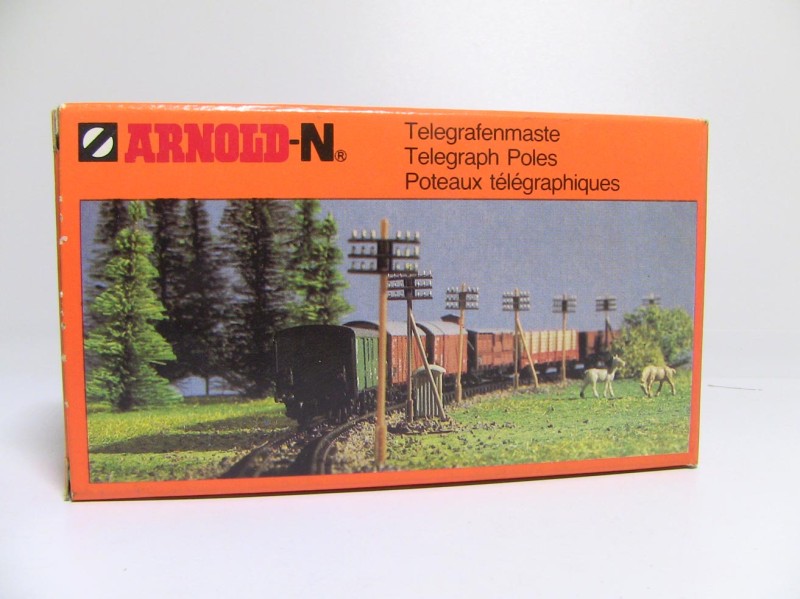 ARNOLD-N®
Telegrafenmaste
Telegraph Poles
Poteaux télégraphiques